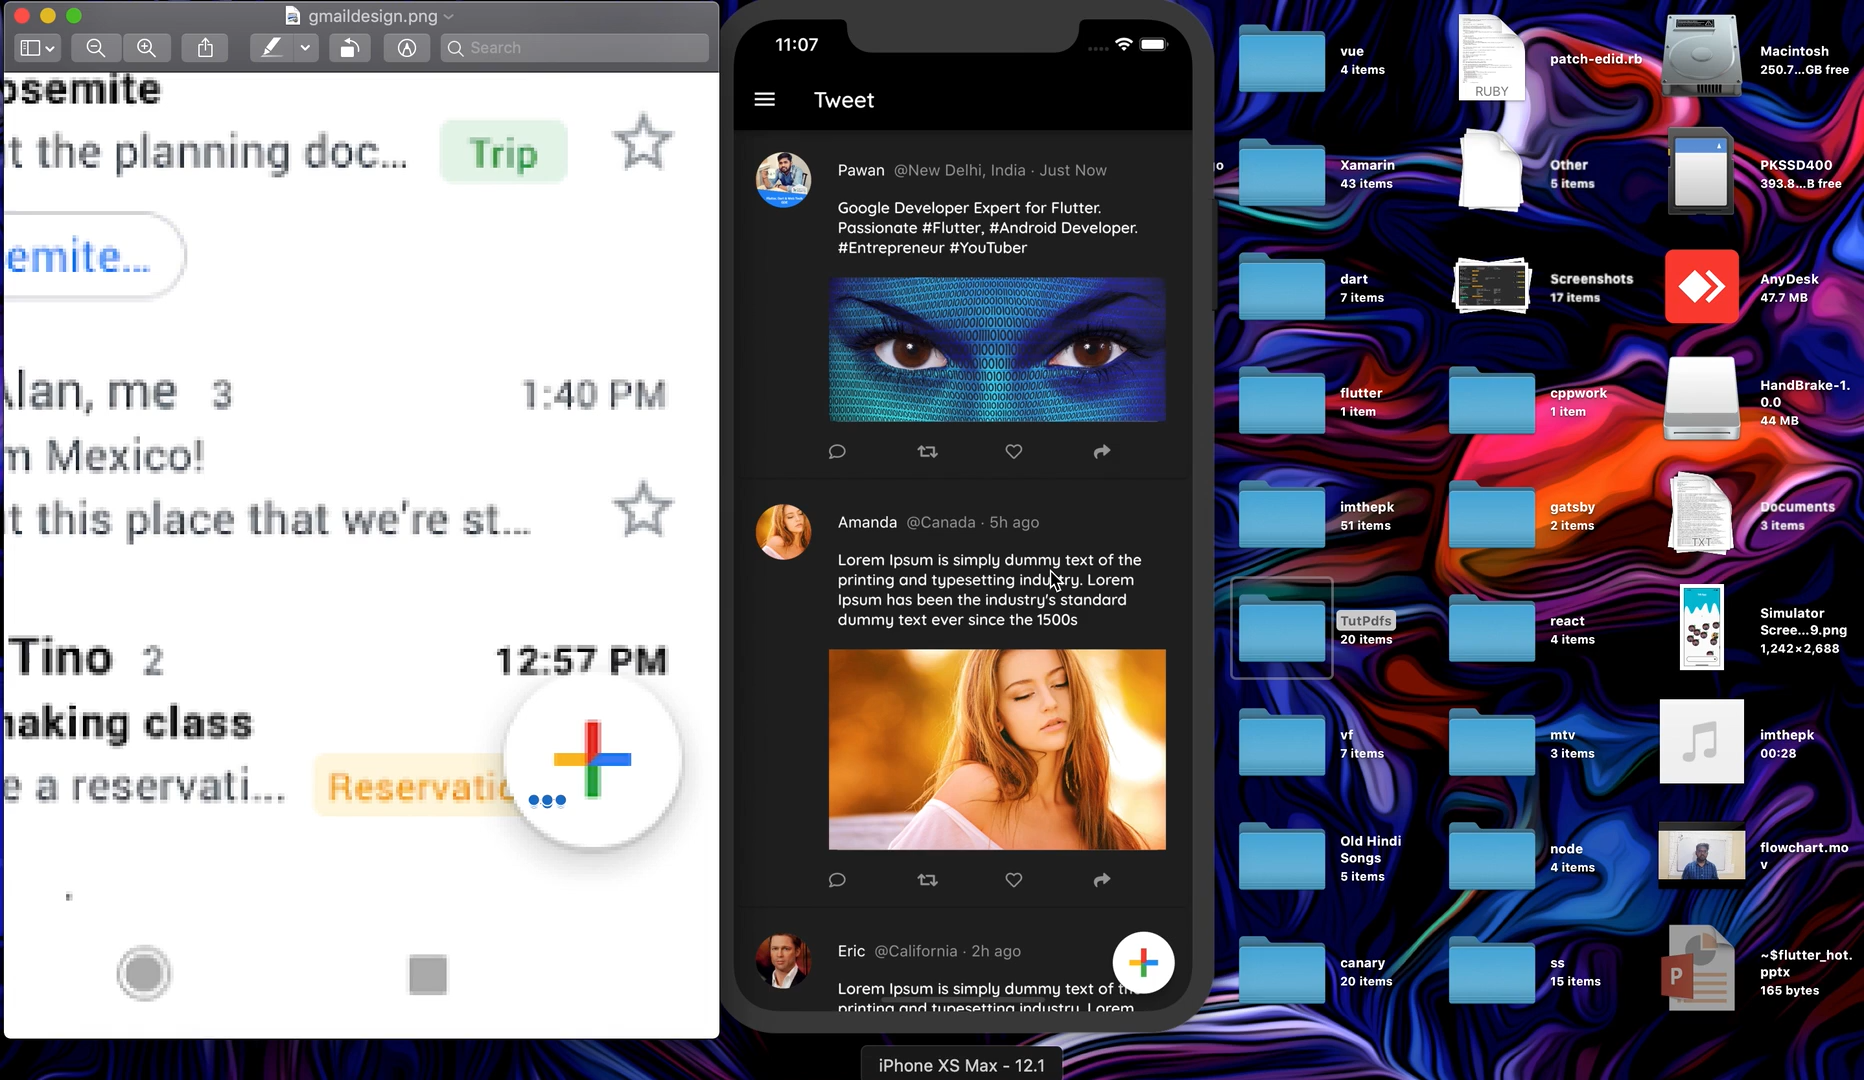 gmaildesign.png
Search
osemite
t the planning doc...
Trip
emite...
Alan, me 3
1:40 PM
m Mexico!
t this place that we're st...
Tino 2
12:57 PM
making class
e a reservati...
Reservatio
11:07
Tweet
Pawan @New Delhi, India · Just Now
Google Developer Expert for Flutter.
Passionate #Flutter, #Android Developer.
#Entrepreneur #YouTuber
Amanda @Canada · 5h ago
Lorem Ipsum is simply dummy text of the
printing and typesetting industry. Lorem
Ipsum has been the industry's standard
dummy text ever since the 1500s
Eric @California · 2h ago
Lorem Ipsum is simply dummy text of the
printing and typesetting industry. Lorem
iPhone XS Max - 12.1
go
vue
4 items
Xamarin
43 items
dart
7 items
flutter
1 item
imthepk
51 items
TutPdfs
20 items
vf
7 items
Old Hindi
Songs
5 items
canary
20 items
RUBY
patch-edid.rb
Other
5 items
Screenshots
17 items
cppwork
1 item
gatsby
2 items
react
4 items
mtv
3 items
node
4 items
ss
15 items
Macintosh
250.7...GB free
PKSSD400
393.8...B free
AnyDesk
47.7 MB
HandBrake-1.
0.0
44 MB
TXT
Documents
3 items
Simulator
Scree...9.png
1,242×2,688
imthepk
00:28
flowchart.mo
v
P
~$flutter_hot.
pptx
165 bytes